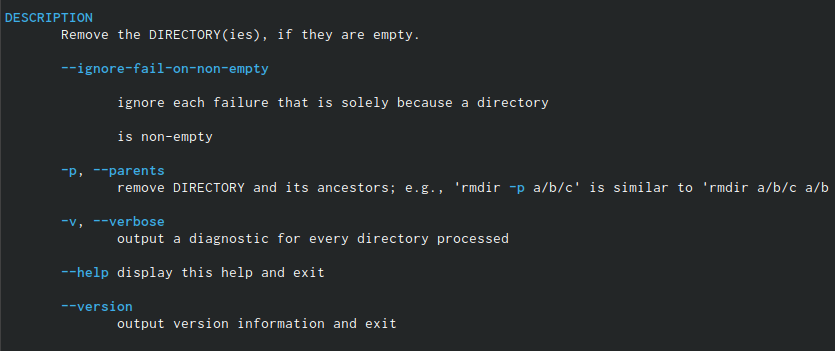 DESCRIPTION
Remove the DIRECTORY(ies), if they are empty.
--ignore-fail-on-non-empty
ignore each failure that is solely because a directory
is non-empty
-p, --parents
remove DIRECTORY and its ancestors; e.g., 'rmdir -p a/b/c' is similar to 'rmdir a/b/c a/b
-v, --verbose
output a diagnostic for every directory processed
--help display this help and exit
--version
output version information and exit